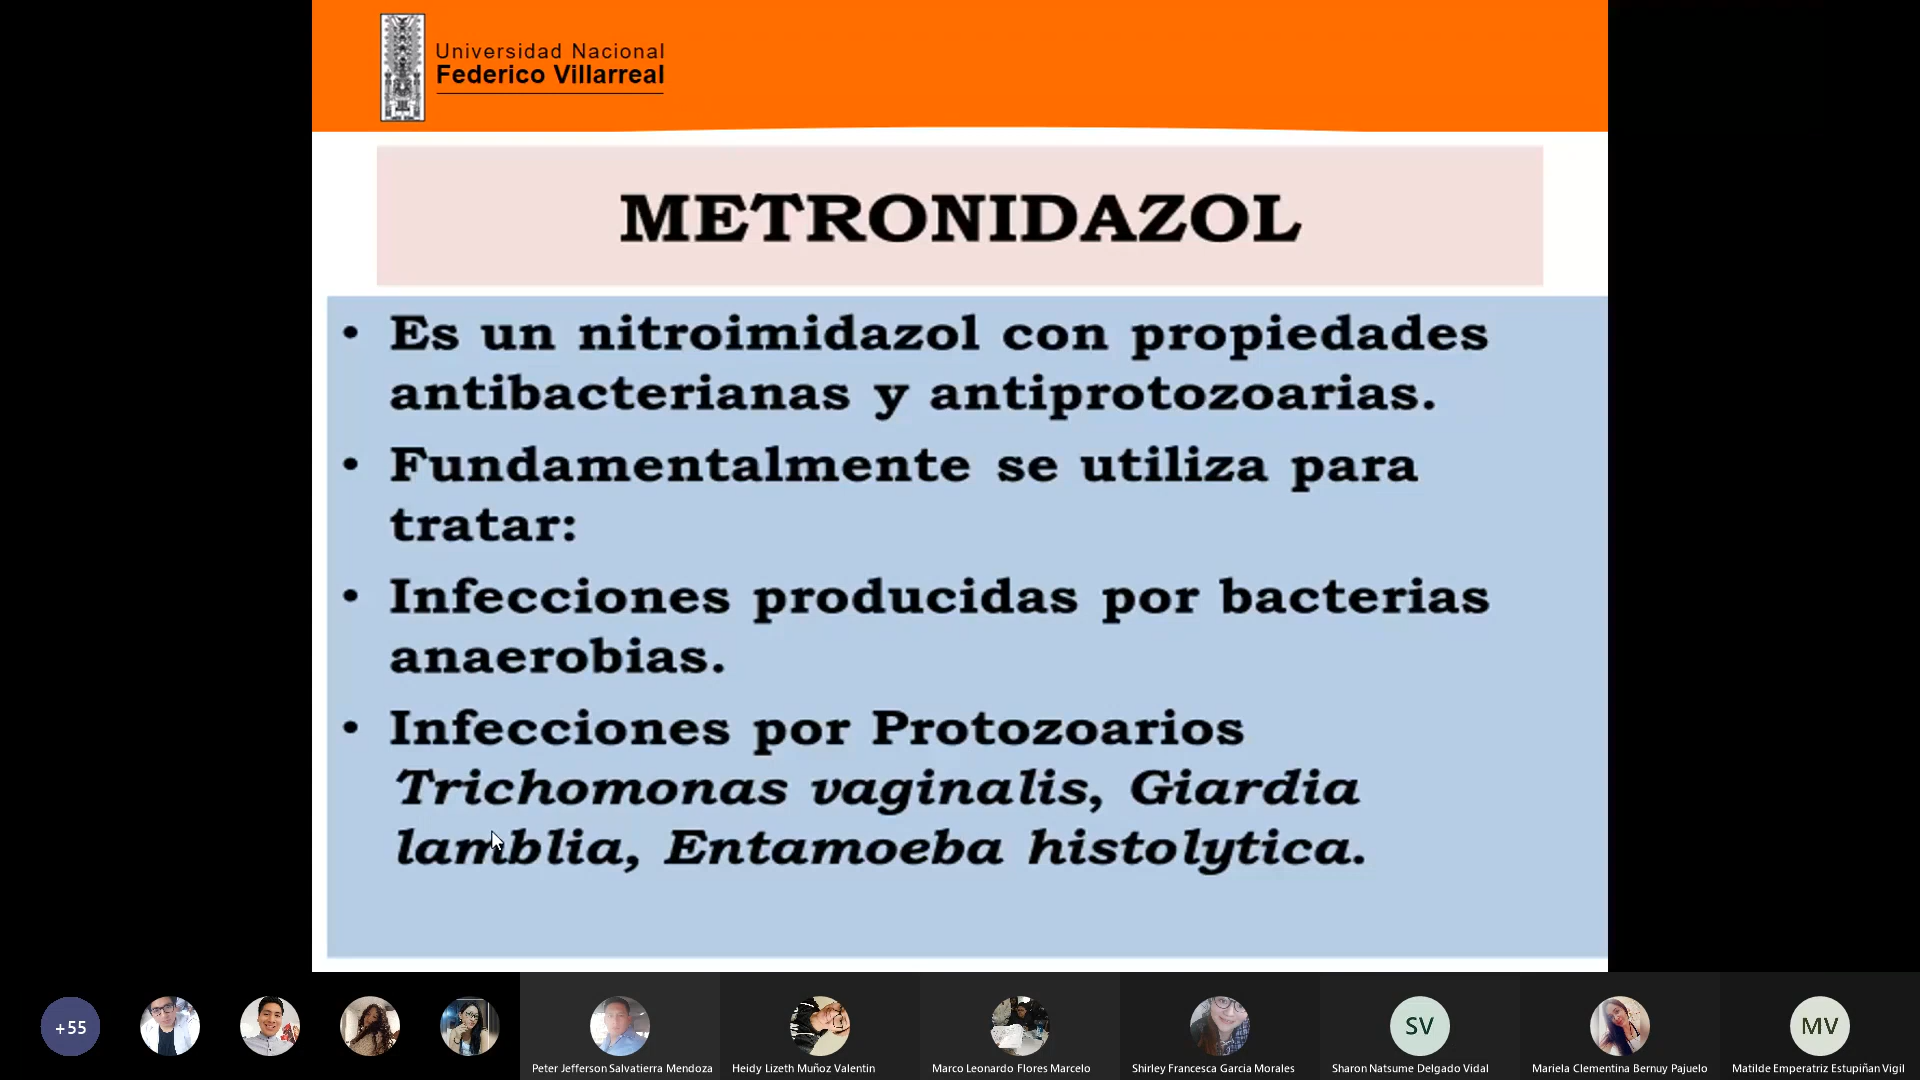 Universidad Nacional
Federico Villarreal
METRONIDAZOL
• Es un nitroimidazol con propiedades
antibacterianas y antiprotozoarias.
• Fundamentalmente se utiliza para
tratar:
• Infecciones producidas por bacterias
anaerobias.
• Infecciones por Protozoarios
Trichomonas vaginalis, Giardia
lamblia, Entamoeba histolytica.
+55
SV
MV
Peter Jefferson Salvatierra Mendoza
Heidy Lizeth Muñoz Valentin
Marco Leonardo Flores Marcelo
Shirley Francesca Garcia Morales
Sharon Natsume Delgado Vidal
Mariela Clementina Bernuy Pajuelo
Matilde Emperatriz Estupiñan Vigil